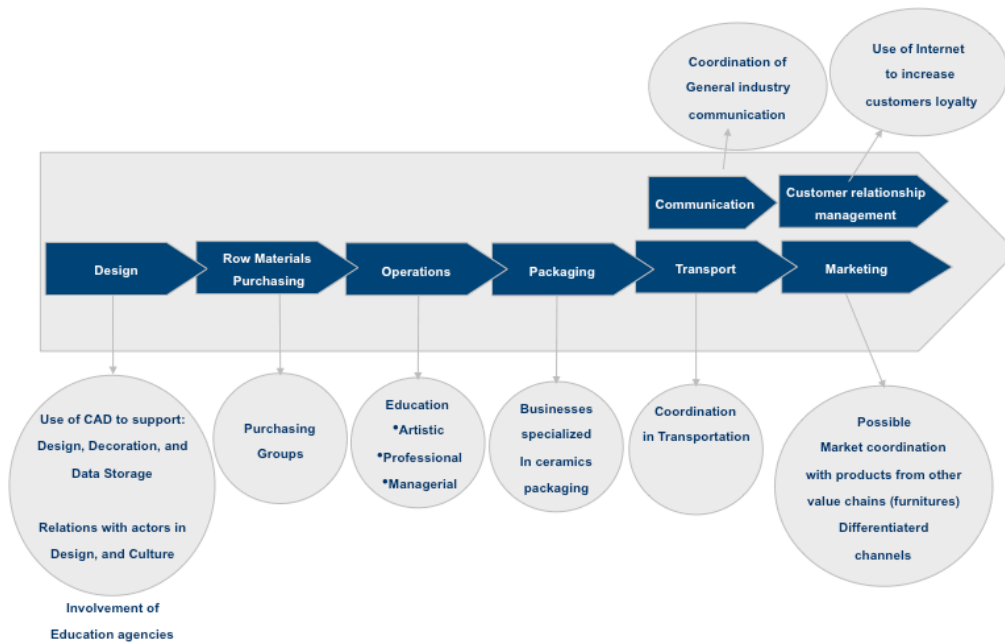 Coordination of
General industry
communication
Use of Internet
to increase
customers loyalty
Communication
Customer relationship
management
Design
Row Materials
Purchasing
Operations
Packaging
Transport
Marketing
Use of CAD to support:
Design, Decoration, and
Data Storage
Relations with actors in
Design, and Culture
Involvement of
Education agencies
Purchasing
Groups
Education
•Artistic
•Professional
•Managerial
Businesses
specialized
In ceramics
packaging
Coordination
in Transportation
Possible
Market coordination
with products from other
value chains (furnitures)
Differentiaterd
channels